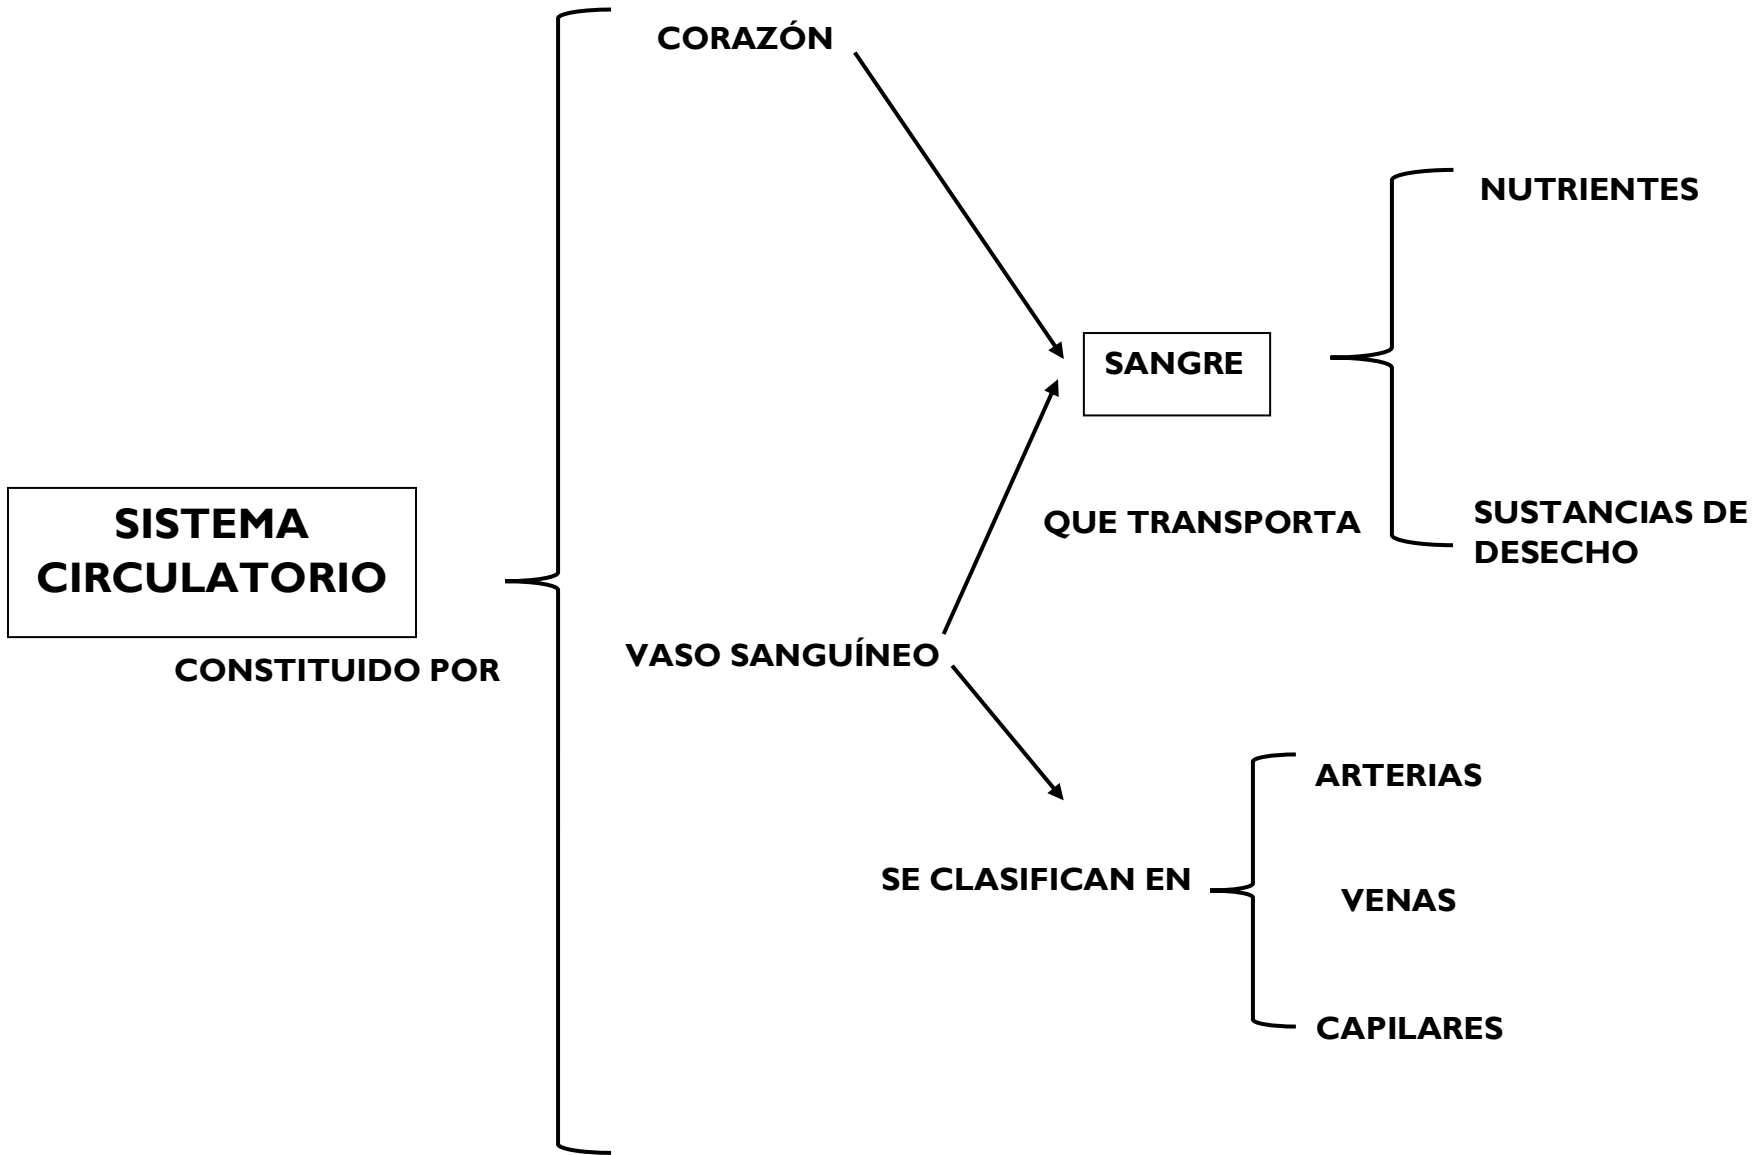 CORAZÓN
NUTRIENTES
SANGRE
SISTEMA
CIRCULATORIO
QUE TRANSPORTA
SUSTANCIAS DE
DESECHO
CONSTITUIDO POR
VASO SANGUÍNEO
ARTERIAS
SE CLASIFICAN EN
VENAS
CAPILARES